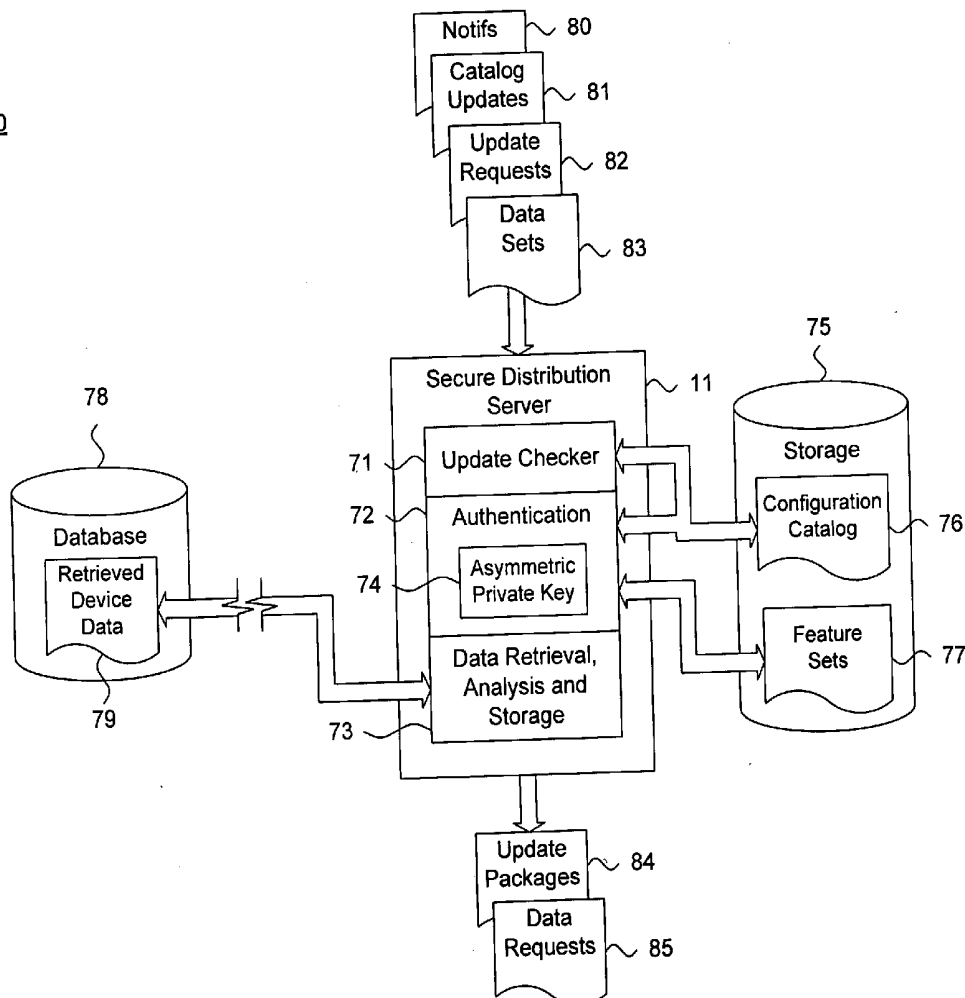 Notifs
80
Catalog
Updates
81
0
Update
Requests
82
Data
Sets
83
75
78
Secure Distribution
Server
11
Storage
71
Update Checker
Database
72
Authentication
Configuration
Catalog
76
Retrieved
Device
Data
74
Asymmetric
Private Key
Feature
Sets
77
79
Data Retrieval,
Analysis and
Storage
73
Update
Packages
84
Data
Requests
85